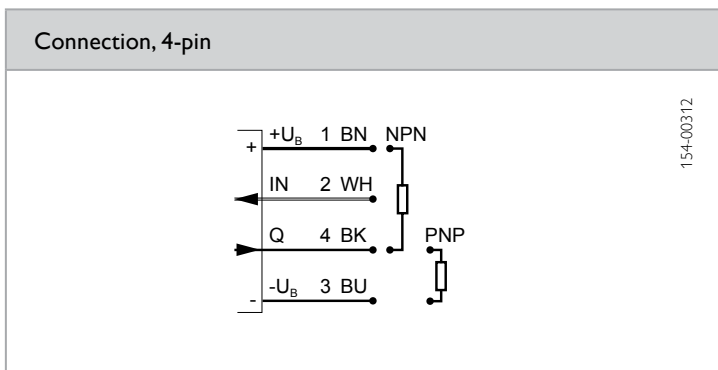 Connection, 4-pin
+U_B 1 BN NPN
+
IN 2 WH
Q 4 BK PNP
-U_B 3 BU
-
154-00312